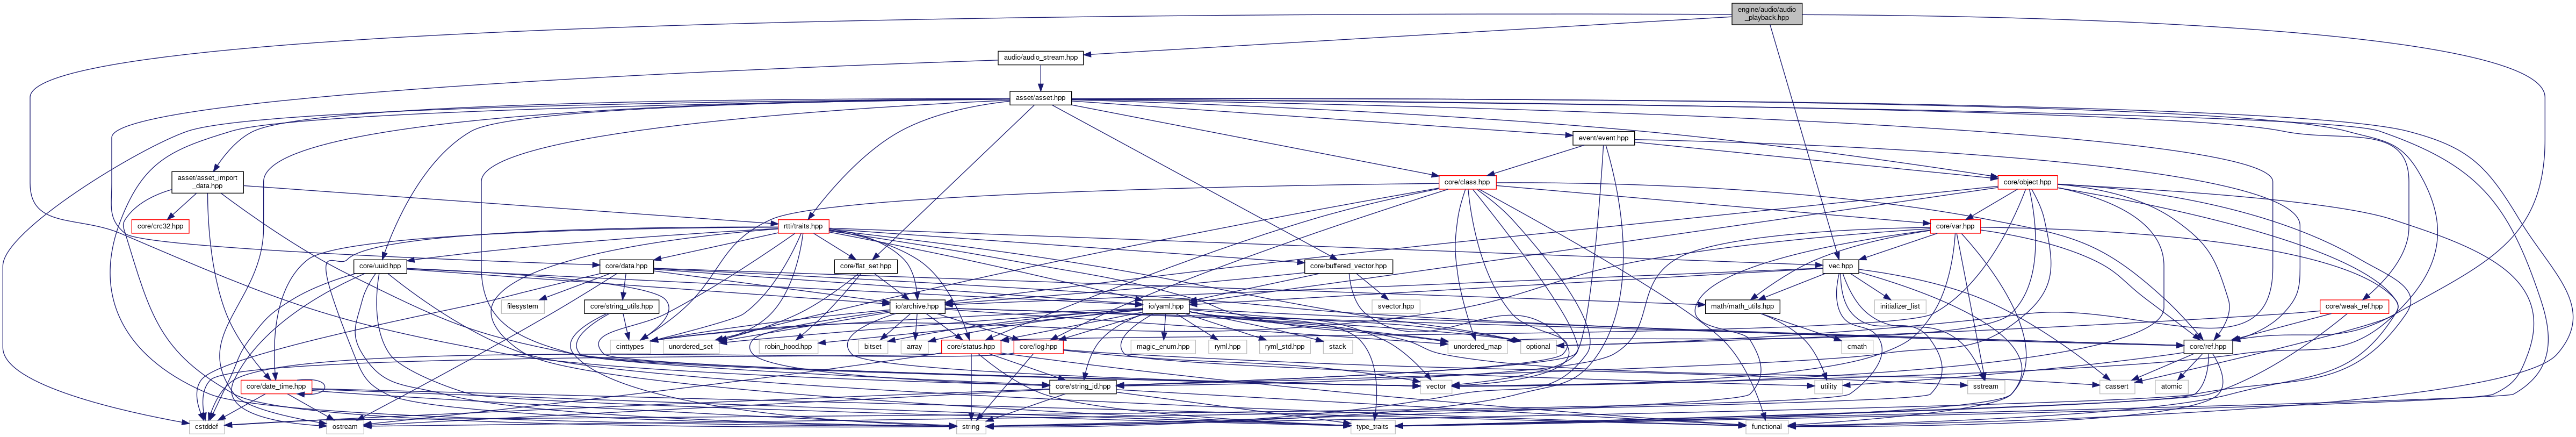 engine/audio/audio
_playback.hpp
audio/audio_stream.hpp
asset/asset.hpp
event/event.hpp
asset/asset_import
_data.hpp
core/class.hpp
core/object.hpp
core/crc32.hpp
rtti/traits.hpp
core/var.hpp
core/uuid.hpp
core/data.hpp
core/flat_set.hpp
core/buffered_vector.hpp
vec.hpp
filesystem
core/string_utils.hpp
io/archive.hpp
io/yaml.hpp
svector.hpp
math/math_utils.hpp
initializer_list
core/weak_ref.hpp
cinttypes
unordered_set
robin_hood.hpp
bitset
array
core/status.hpp
core/log.hpp
magic_enum.hpp
ryml.hpp
ryml_std.hpp
stack
unordered_map
optional
cmath
core/ref.hpp
core/date_time.hpp
core/string_id.hpp
vector
utility
sstream
cassert
atomic
cstddef
ostream
string
type_traits
functional